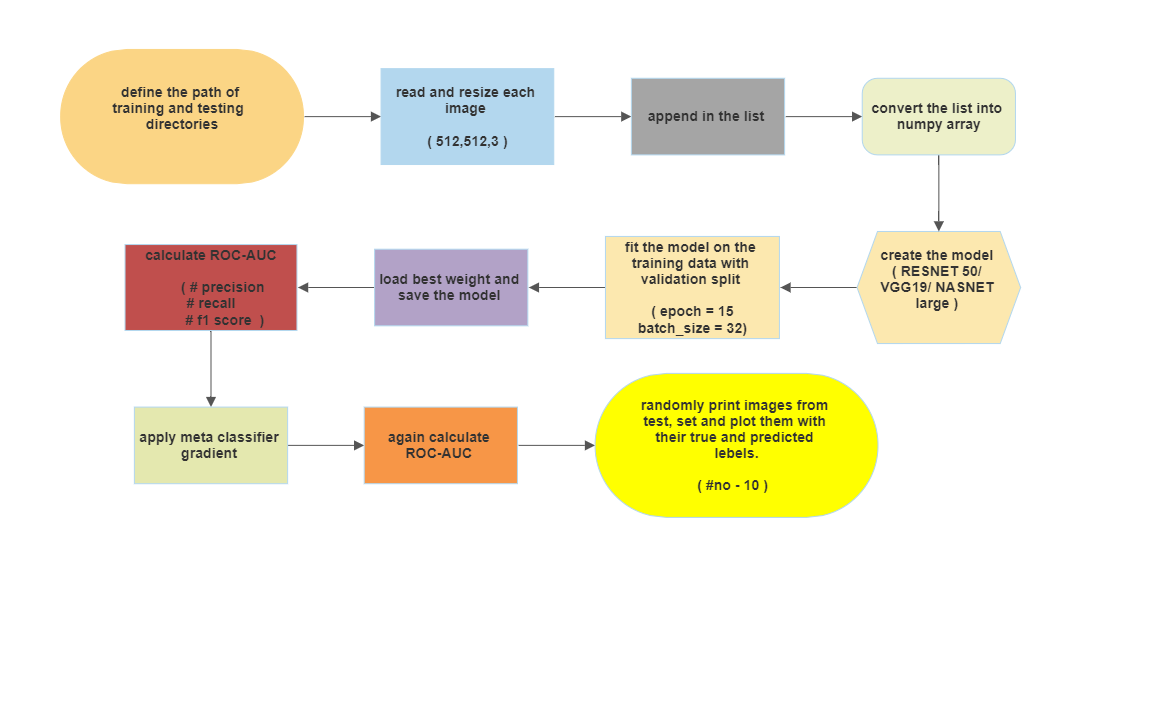 define the path of
training and testing
directories
read and resize each
image
( 512,512,3 )
append in the list
convert the list into
numpy array
create the model
( RESNET 50/
VGG19/ NASNET
large )
fit the model on the
training data with
validation split
( epoch = 15
batch_size = 32)
load best weight and
save the model
calculate ROC-AUC
( # precision
# recall
# f1 score )
apply meta classifier
gradient
again calculate
ROC-AUC
randomly print images from
test, set and plot them with
their true and predicted
lebels.
( #no - 10 )